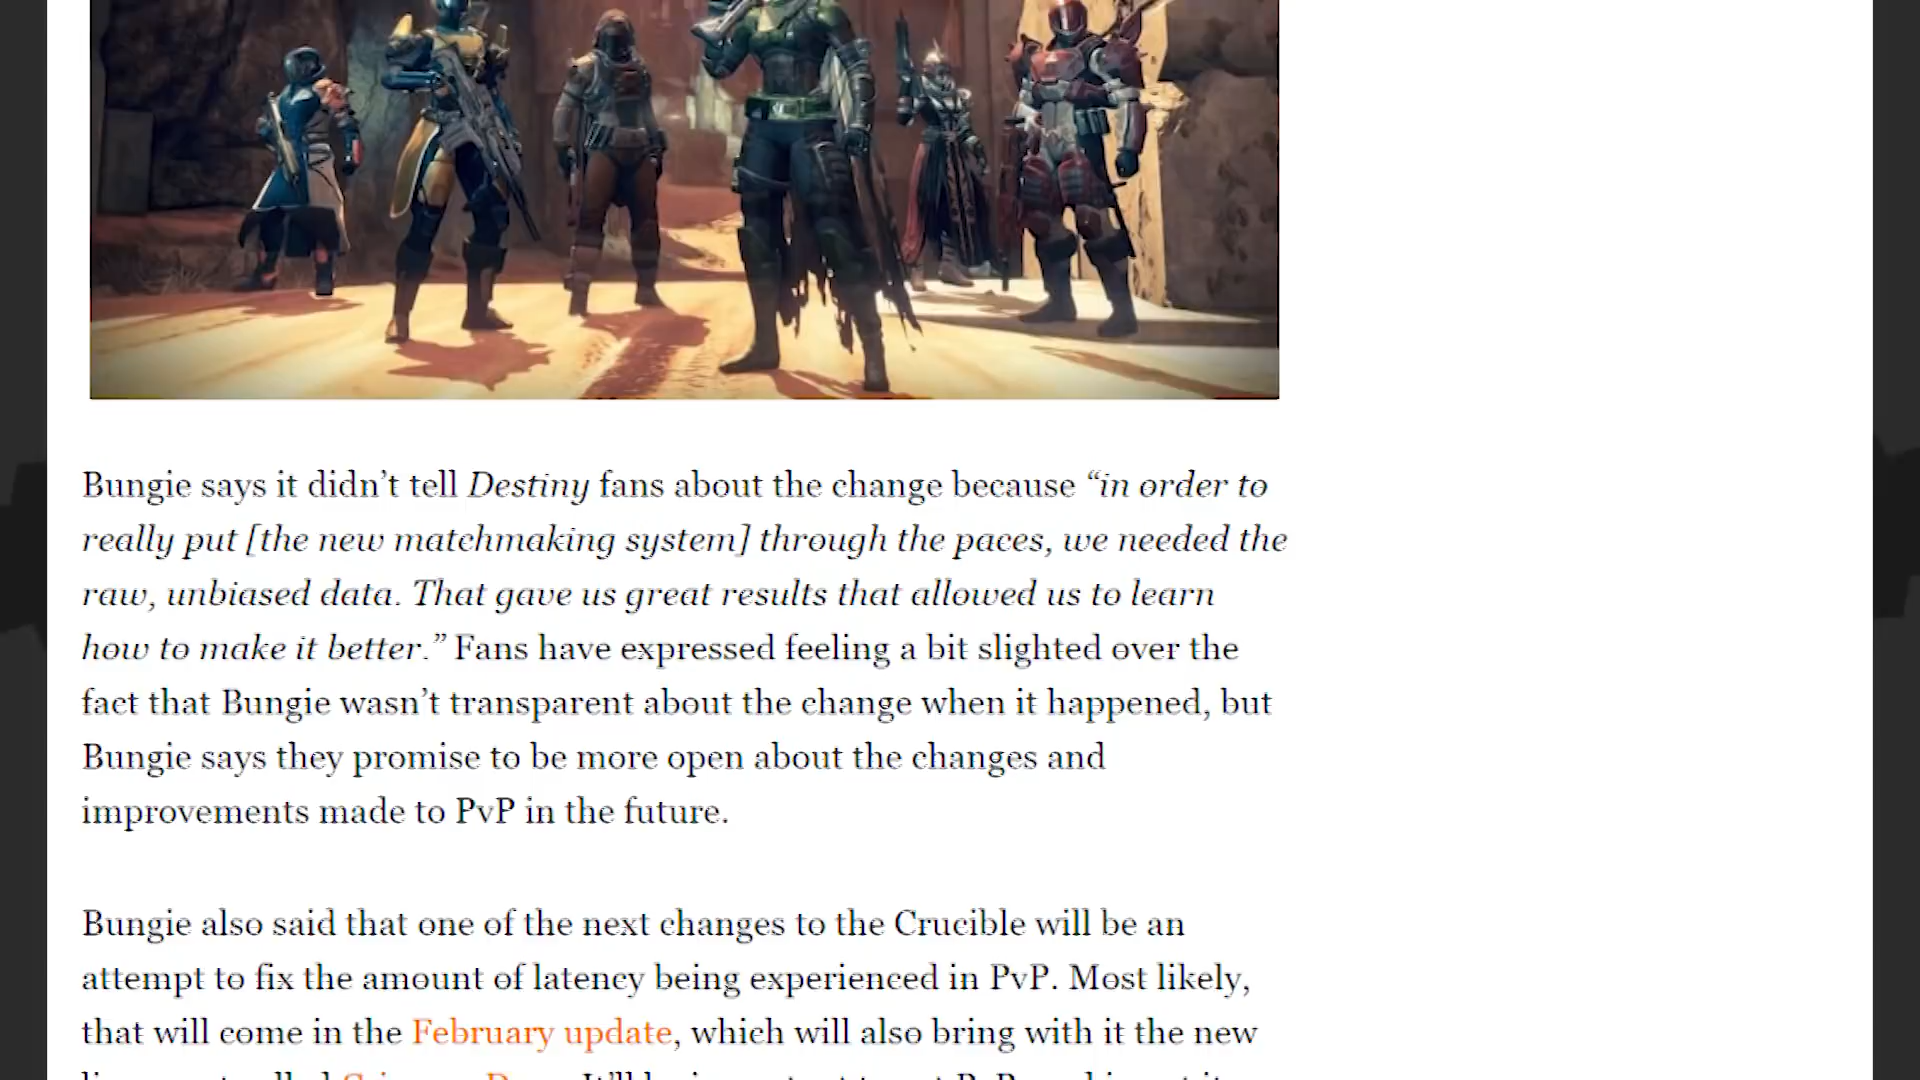 Bungie says it didn’t tell Destiny fans about the change because “in order to
really put [the new matchmaking system] through the paces, we needed the
raw, unbiased data. That gave us great results that allowed us to learn
how to make it better.” Fans have expressed feeling a bit slighted over the
fact that Bungie wasn’t transparent about the change when it happened, but
Bungie says they promise to be more open about the changes and
improvements made to PvP in the future.
Bungie also said that one of the next changes to the Crucible will be an
attempt to fix the amount of latency being experienced in PvP. Most likely,
that will come in the February update, which will also bring with it the new